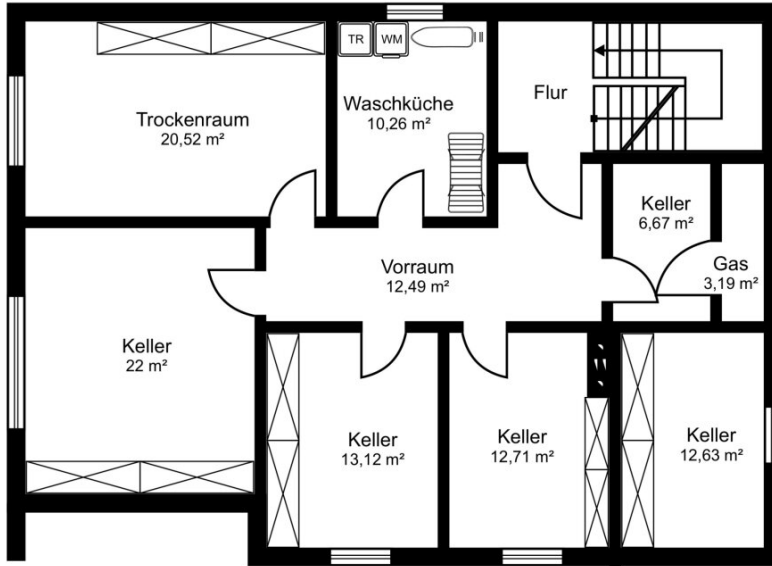 TR
WM
Trockenraum
20,52 m²
Waschküche
10,26 m²
Flur
Keller
6,67 m²
Gas
3,19 m²
Vorraum
12,49 m²
Keller
22 m²
Keller
13,12 m²
Keller
12,71 m²
Keller
12,63 m²